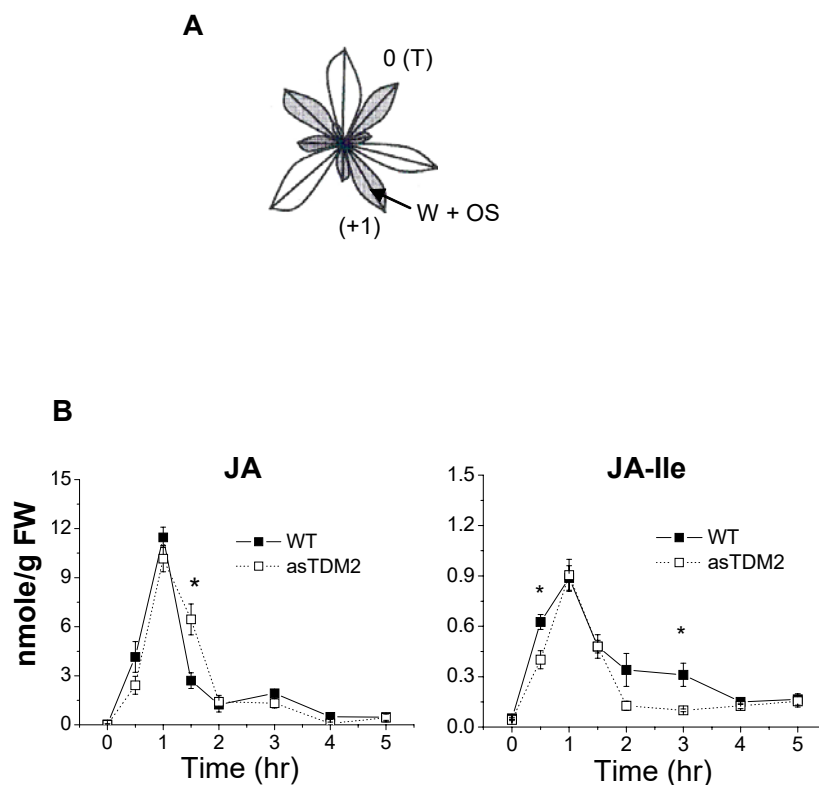 A
0 (T)
W + OS
(+1)
B
JA
JA-Ile
nmole/g FW
15
12
9
6
3
0
WT
asTDM2
*
0 1 2 3 4 5
Time (hr)
1.5
1.2
0.9
0.6
0.3
0.0
WT
asTDM2
*
*
0 1 2 3 4 5
Time (hr)